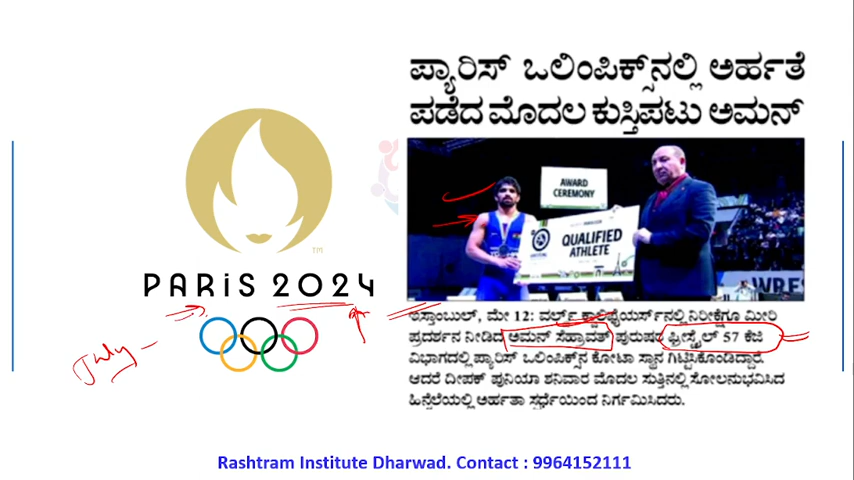 ಪ್ಯಾರಿಸ್ ಒಲಿಂಪಿಕ್ಸ್‌ನಲ್ಲಿ ಅರ್ಹತೆ
ಪಡೆದ ಮೊದಲ ಕುಸ್ತಿಪಟು ಅಮನ್
AWARD
CEREMONY
QUALIFIED
ATHLETE
WRES
PARIS 2024
TM
July
ಇಸ್ತಾಂಬುಲ್, ಮೇ 12: ವರ್ಲ್ಡ್ ಕ್ವಾಲಿಫೈಯರ್ಸ್‌ನಲ್ಲಿ ನಿರೀಕ್ಷೆಗೂ ಮೀರಿ
ಪ್ರದರ್ಶನ ನೀಡಿದ ಅಮನ್ ಸೆಹ್ರಾವತ್ ಪುರುಷರ ಫ್ರೀಸ್ಟೈಲ್ 57 ಕೆಜಿ
ವಿಭಾಗದಲ್ಲಿ ಪ್ಯಾರಿಸ್ ಒಲಿಂಪಿಕ್ಸ್‌ನ ಕೋಟಾ ಸ್ಥಾನ ಗಿಟ್ಟಿಸಿಕೊಂಡಿದ್ದಾರೆ.
ಆದರೆ ದೀಪಕ್ ಪುನಿಯಾ ಶನಿವಾರ ಮೊದಲ ಸುತ್ತಿನಲ್ಲಿ ಸೋಲನುಭವಿಸಿದ
ಹಿನ್ನೆಲೆಯಲ್ಲಿ ಅರ್ಹತಾ ಸ್ಪರ್ಧೆಯಿಂದ ನಿರ್ಗಮಿಸಿದರು.
Rashtram Institute Dharwad. Contact : 9964152111